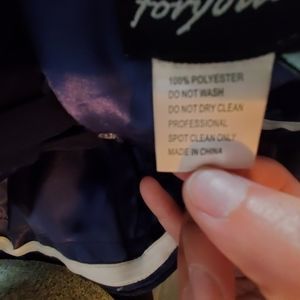 100% POLYESTER
DO NOT WASH
DO NOT DRY CLEAN
PROFESSIONAL
SPOT CLEAN ONLY
MADE IN CHINA